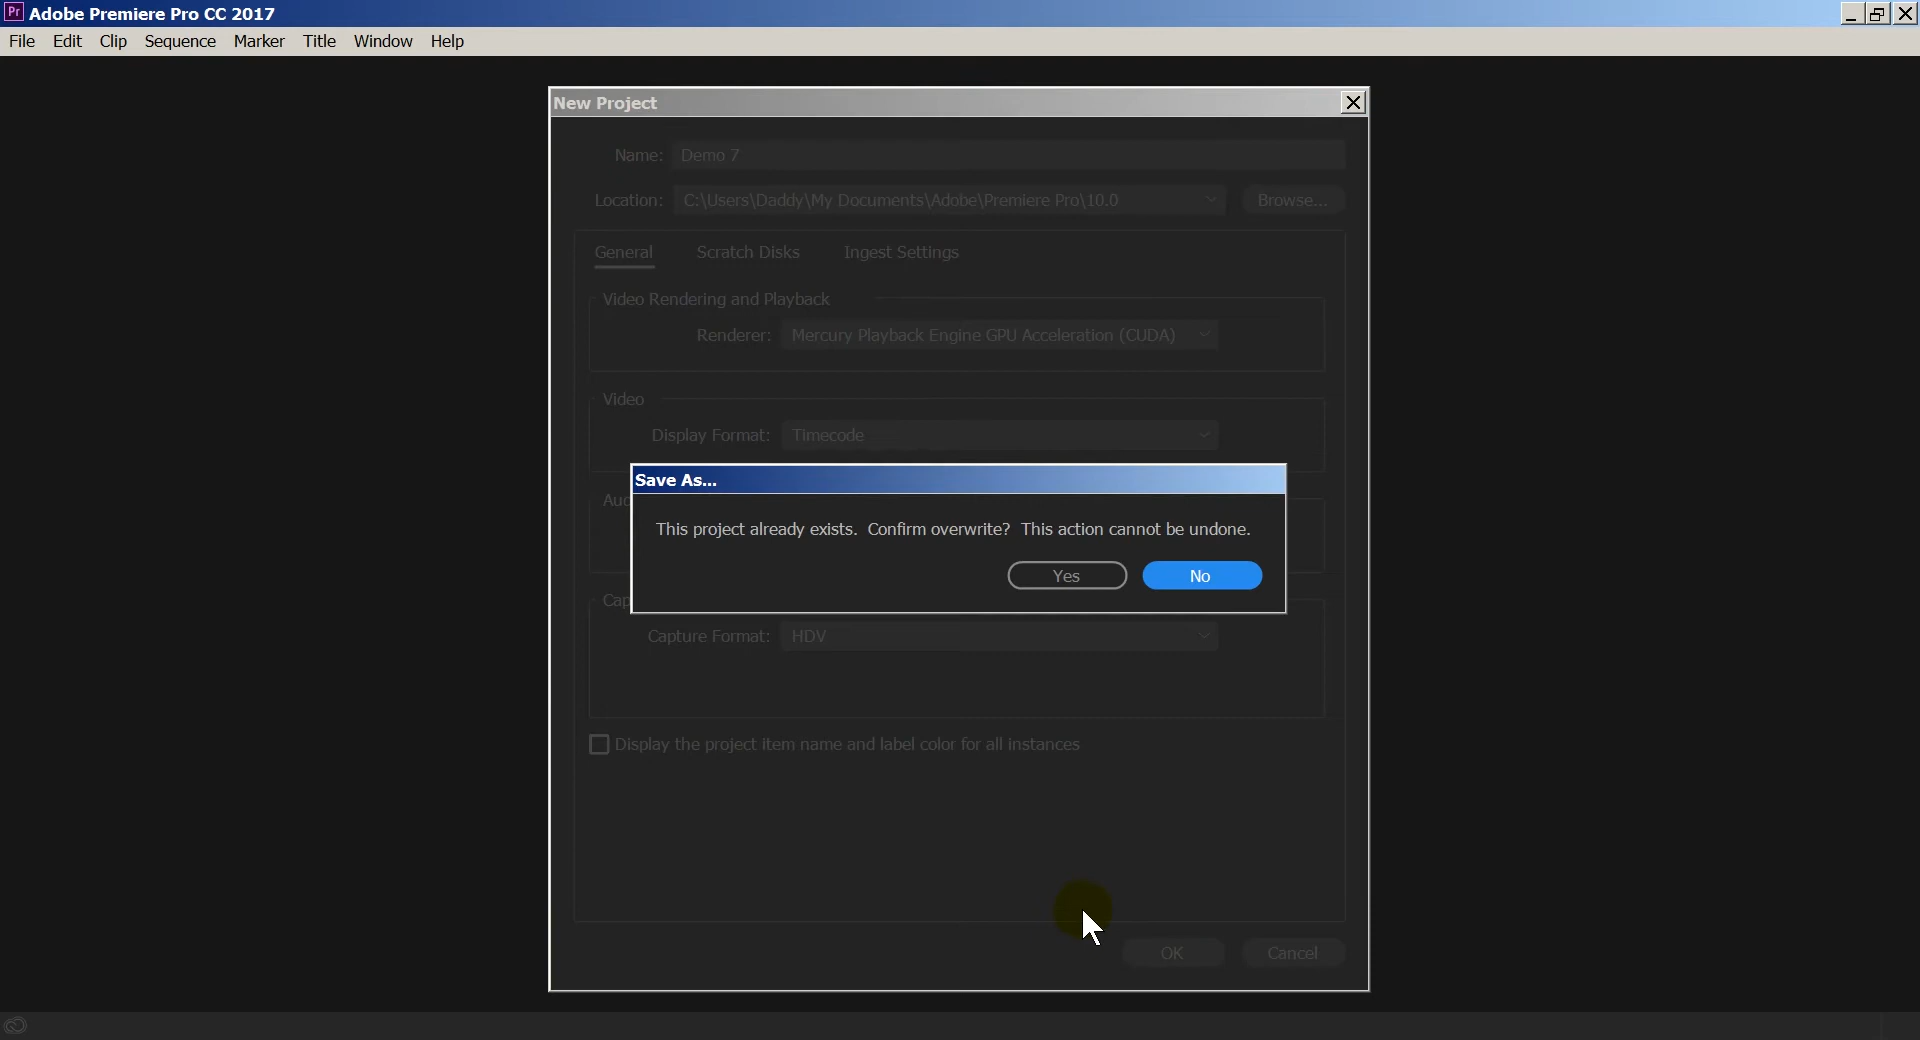 Pr Adobe Premiere Pro CC 2017
File Edit Clip Sequence Marker Title Window Help
New Project
Name: Demo 7
Location: C:\Users\Daddy\My Documents\Adobe\Premiere Pro\10.0 Browse...
General Scratch Disks Ingest Settings
Video Rendering and Playback
Renderer: Mercury Playback Engine GPU Acceleration (CUDA)
Video
Display Format: Timecode
Save As...
This project already exists. Confirm overwrite? This action cannot be undone.
Yes No
Capture Format: HDV
Display the project item name and label color for all instances
OK Cancel